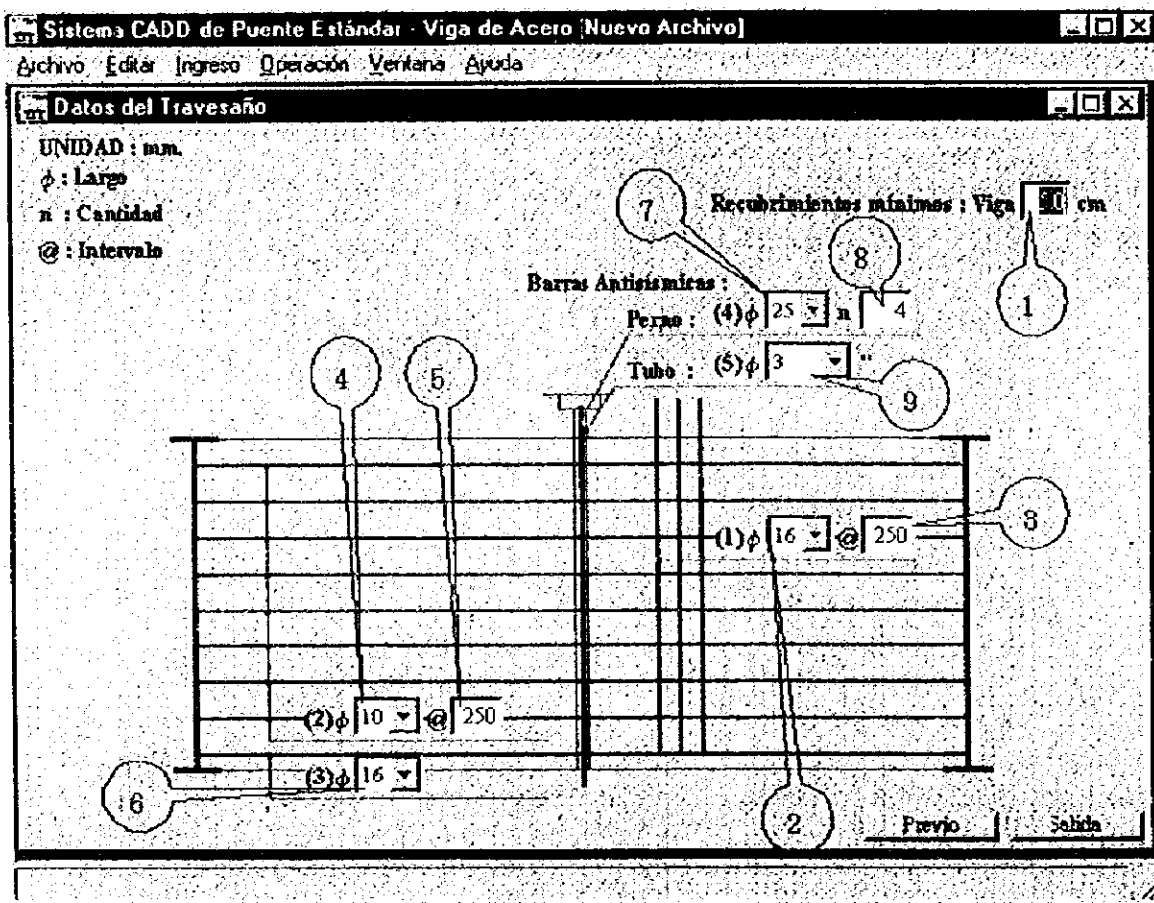 Sistema CADD de Puente Estándar - Viga de Acero [Nuevo Archivo]
Archivo Editar Ingreso Operación Ventana Ayuda
Datos del Travesaño
UNIDAD : mm.
ϕ : Largo
n : Cantidad
@ : Intervalo
7
Recubrimientos mínimos : Viga cm
8
1
Barras Antisísmicas :
Perno : (4)ϕ 25 n 4
Tubo : (5)ϕ 3 "
4
5
9
3
(1)ϕ 16 @ 250
(2)ϕ 10 @ 250
(3)ϕ 16
6
2
Previo
Salida